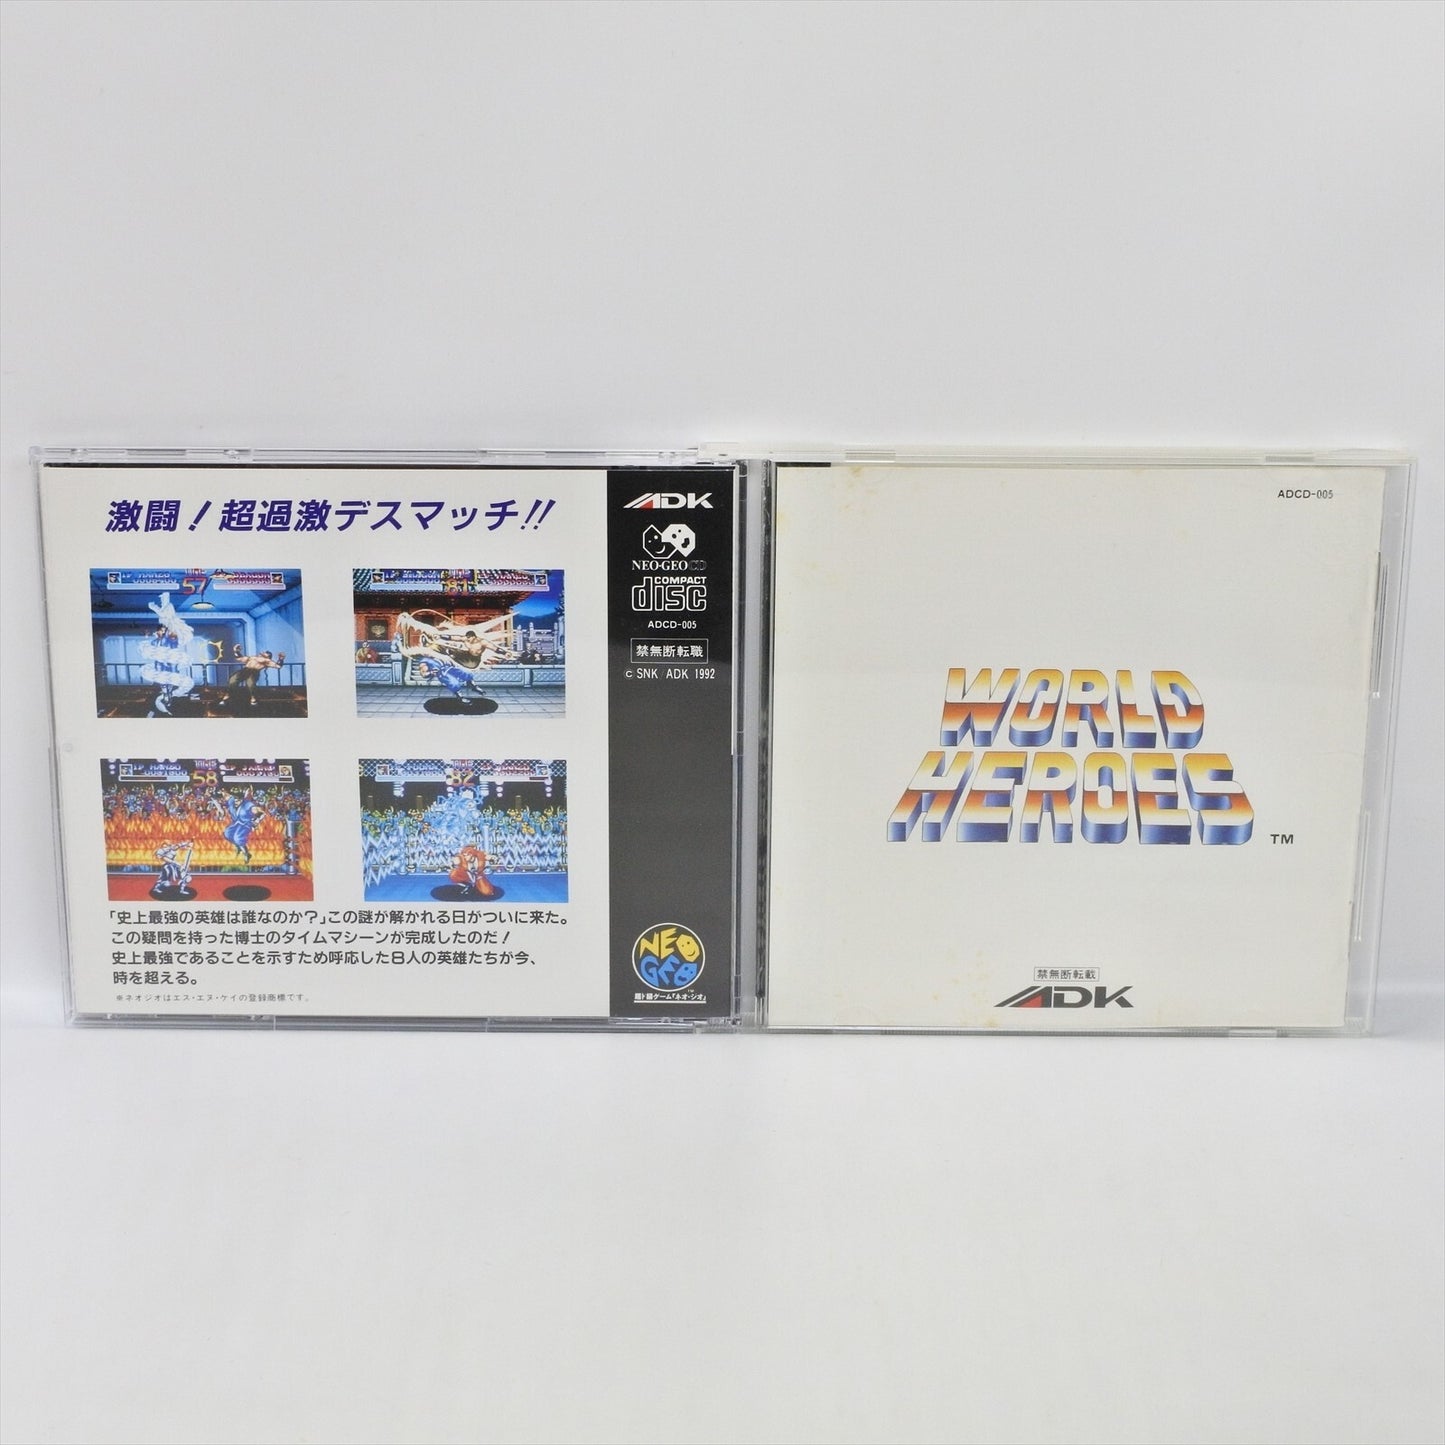 激闘！超過激デスマッチ!!
57
81
58
82
「史上最強の英雄は誰なのか？」この謎が解かれる日がついに来た。
この疑問を持った博士のタイムマシーンが完成したのだ！
史上最強であることを示すため呼応した8人の英雄たちが今、
時を超える。
※ネオジオはエス・エヌ・ケイの登録商標です。
ADK
NEO·GEO CD
COMPACT
disc
ADCD-005
禁無断転職
© SNK / ADK 1992
NEO
GEO
TM
ADCD-005
WORLD
HEROES
TM
禁無断転載
ADK